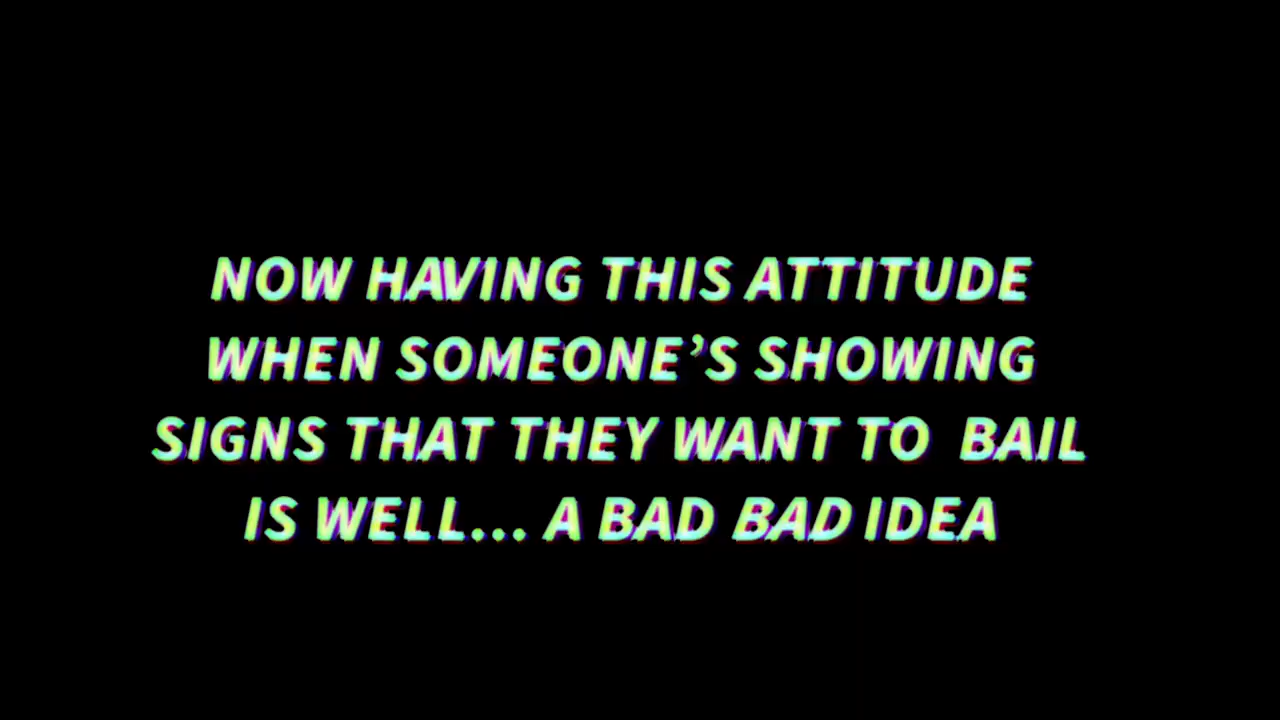 NOW HAVING THIS ATTITUDE
WHEN SOMEONE’S SHOWING
SIGNS THAT THEY WANT TO BAIL
IS WELL... A BAD BAD IDEA